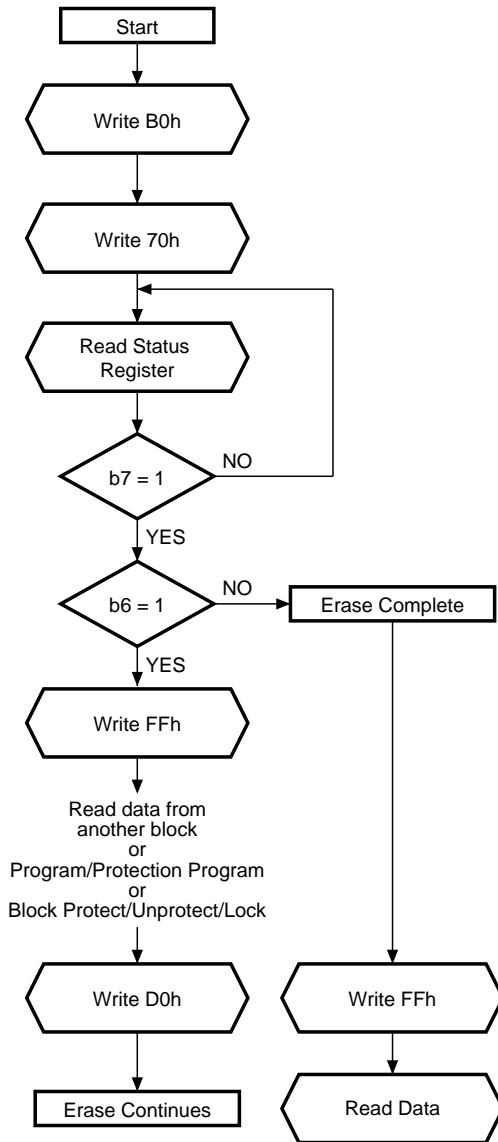 Start
Write B0h
Write 70h
Read Status
Register
b7 = 1
NO
YES
b6 = 1
NO
Erase Complete
YES
Write FFh
Read data from
another block
or
Program/Protection Program
or
Block Protect/Unprotect/Lock
Write D0h
Write FFh
Erase Continues
Read Data